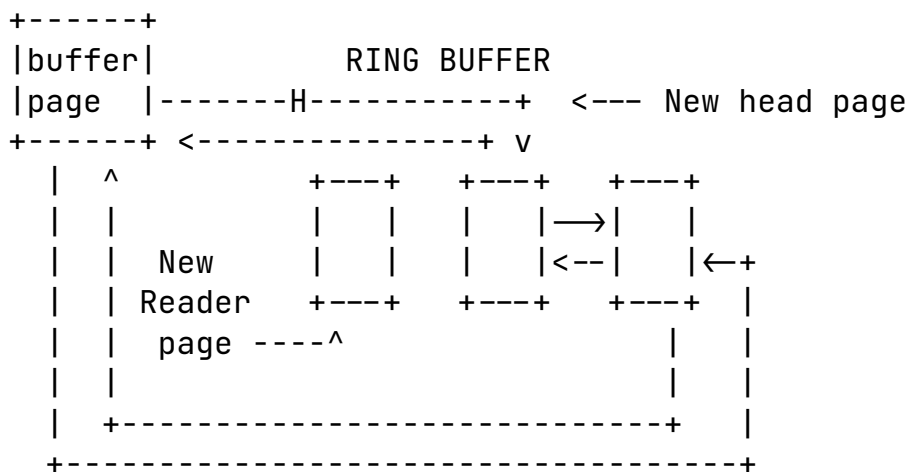 buffer RING BUFFER
page H <--- New head page
v
^
New
Reader
page ----^